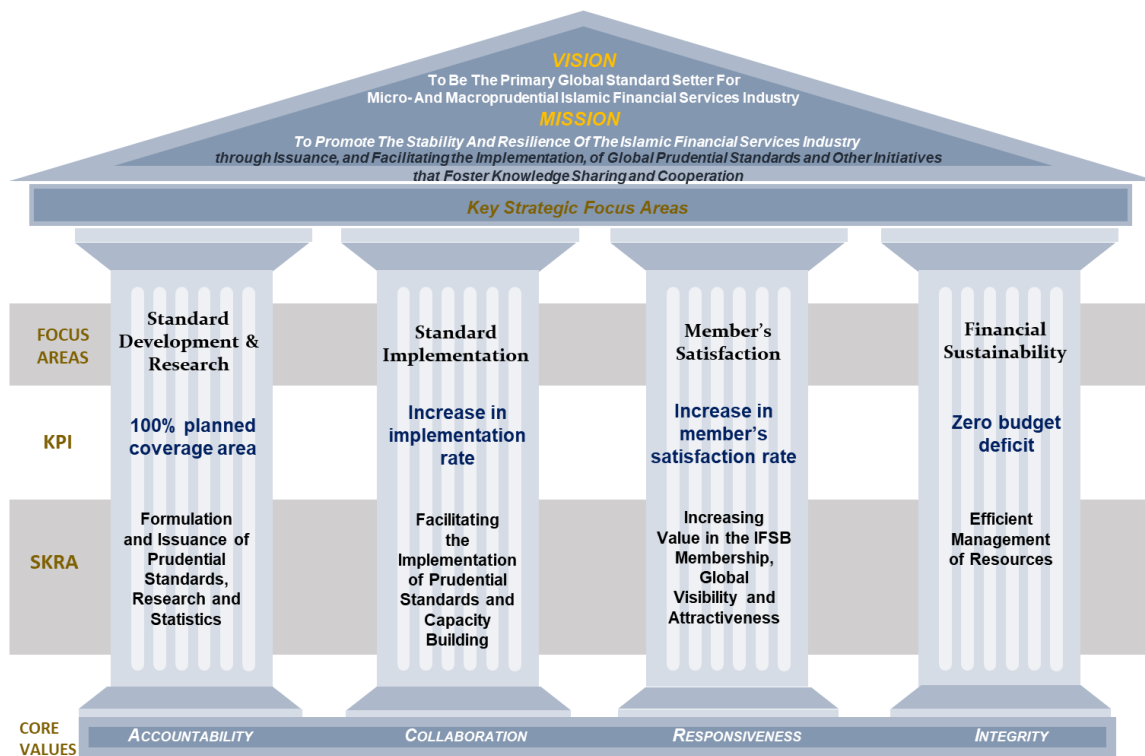 VISION
To Be The Primary Global Standard Setter For
Micro- And Macroprudential Islamic Financial Services Industry
MISSION
To Promote The Stability And Resilience Of The Islamic Financial Services Industry
through Issuance, and Facilitating the Implementation, of Global Prudential Standards and Other Initiatives
that Foster Knowledge Sharing and Cooperation
Key Strategic Focus Areas
FOCUS
AREAS
Standard
Development &
Research
Standard
Implementation
Member's
Satisfaction
Financial
Sustainability
KPI
100% planned
coverage area
Increase in
implementation
rate
Increase in
member's
satisfaction rate
Zero budget
deficit
SKRA
Formulation
and Issuance of
Prudential
Standards,
Research and
Statistics
Facilitating
the
Implementation
of Prudential
Standards and
Capacity
Building
Increasing
Value in the IFSB
Membership,
Global
Visibility and
Attractiveness
Efficient
Management
of Resources
CORE
VALUES
ACCOUNTABILITY
COLLABORATION
RESPONSIVENESS
INTEGRITY